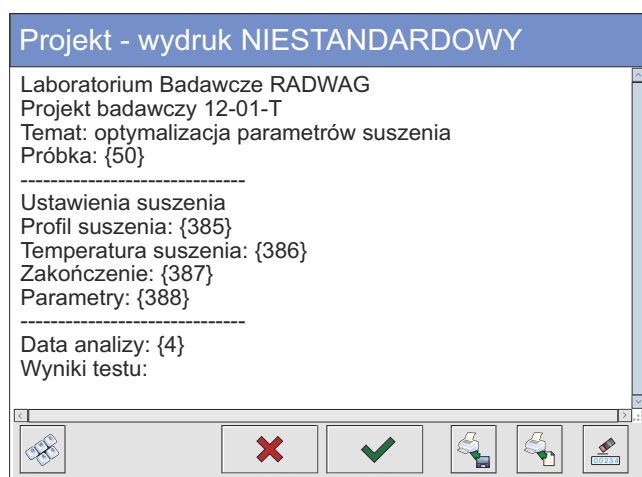 Projekt - wydruk NIESTANDARDOWY
Laboratorium Badawcze RADWAG
Projekt badawczy 12-01-T
Temat: optymalizacja parametrów suszenia
Próbka: {50}
------------------------------
Ustawienia suszenia
Profil suszenia: {385}
Temperatura suszenia: {386}
Zakończenie: {387}
Parametry: {388}
------------------------------
Data analizy: {4}
Wyniki testu:
00234